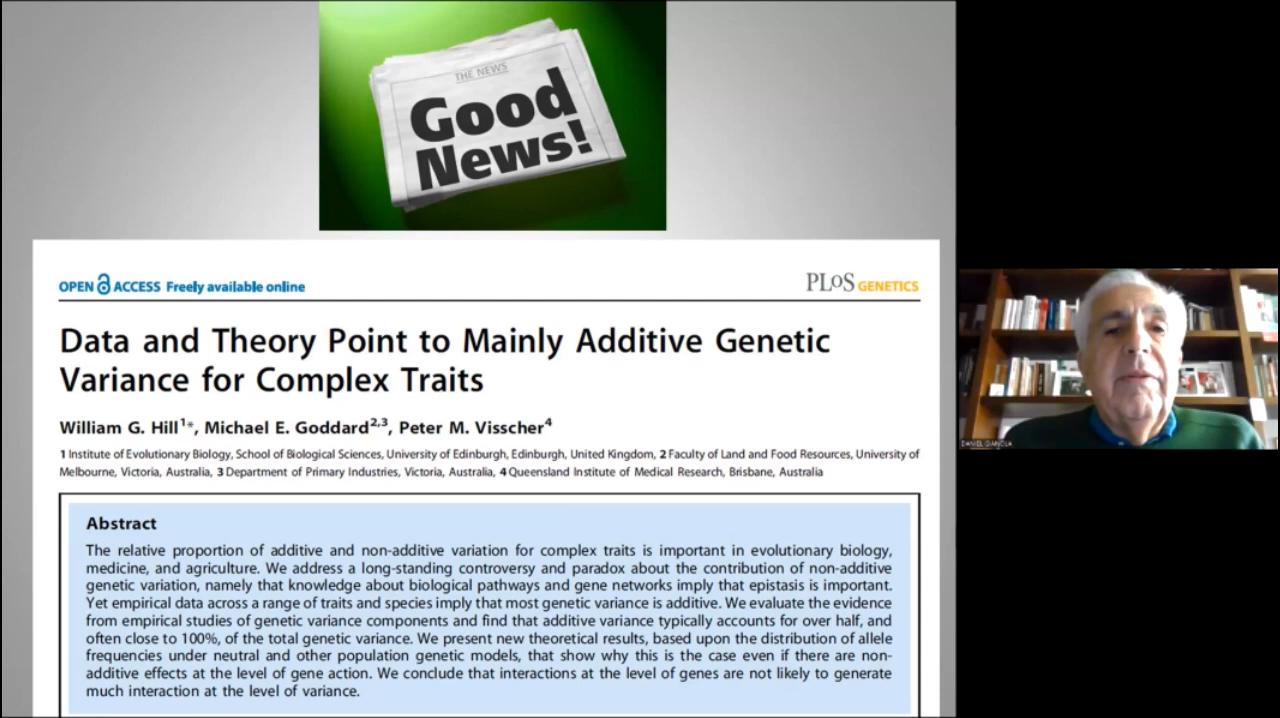 THE NEWS
Good
News!
OPEN ACCESS Freely available online
PLoS GENETICS
Data and Theory Point to Mainly Additive Genetic
Variance for Complex Traits
William G. Hill1*, Michael E. Goddard2,3, Peter M. Visscher4
1 Institute of Evolutionary Biology, School of Biological Sciences, University of Edinburgh, Edinburgh, United Kingdom, 2 Faculty of Land and Food Resources, University of
Melbourne, Victoria, Australia, 3 Department of Primary Industries, Victoria, Australia, 4 Queensland Institute of Medical Research, Brisbane, Australia
Abstract
The relative proportion of additive and non-additive variation for complex traits is important in evolutionary biology,
medicine, and agriculture. We address a long-standing controversy and paradox about the contribution of non-additive
genetic variation, namely that knowledge about biological pathways and gene networks imply that epistasis is important.
Yet empirical data across a range of traits and species imply that most genetic variance is additive. We evaluate the evidence
from empirical studies of genetic variance components and find that additive variance typically accounts for over half, and
often close to 100%, of the total genetic variance. We present new theoretical results, based upon the distribution of allele
frequencies under neutral and other population genetic models, that show why this is the case even if there are non-
additive effects at the level of gene action. We conclude that interactions at the level of genes are not likely to generate
much interaction at the level of variance.
DANIEL GIANOLA